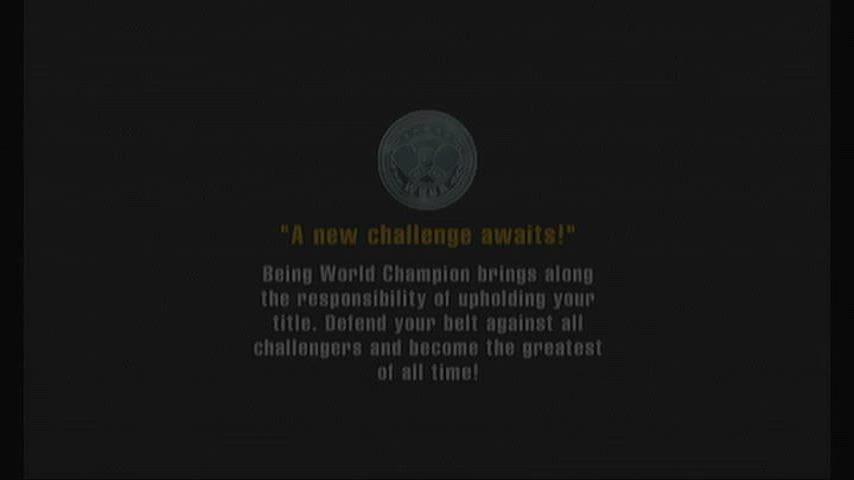 WVBA
"A new challenge awaits!"
Being World Champion brings along
the responsibility of upholding your
title. Defend your belt against all
challengers and become the greatest
of all time!